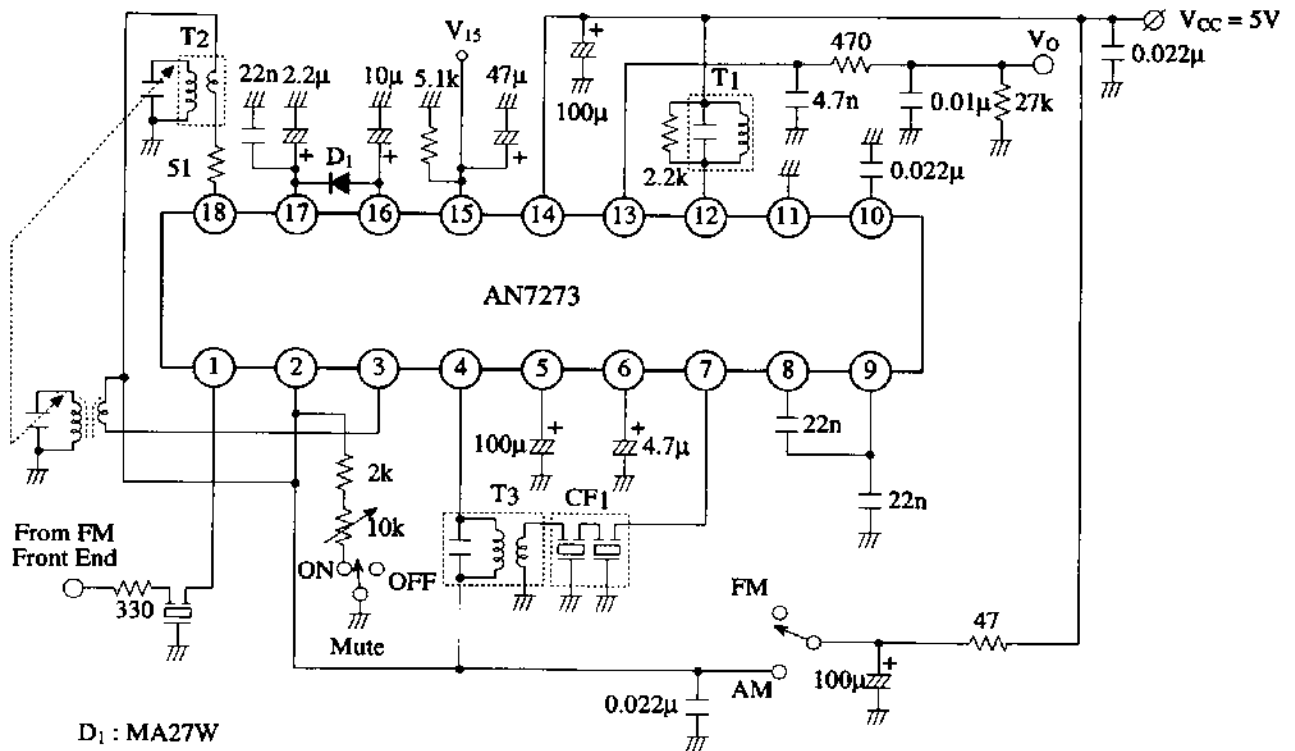 T2
22n 2.2μ 10μ 5.1k 47μ
V15
+ 100μ
470
VO
VCC = 5V
0.022μ
T1
4.7n
0.01μ
27k
2.2k
0.022μ
51
D1
+ + +
18 17 16 15 14 13 12 11 10
AN7273
1 2 3 4 5 6 7 8 9
100μ +
4.7μ +
22n
22n
2k
10k
T3
CF1
From FM
Front End
330
ON
OFF
Mute
FM
47
AM
100μ +
0.022μ
D1 : MA27W